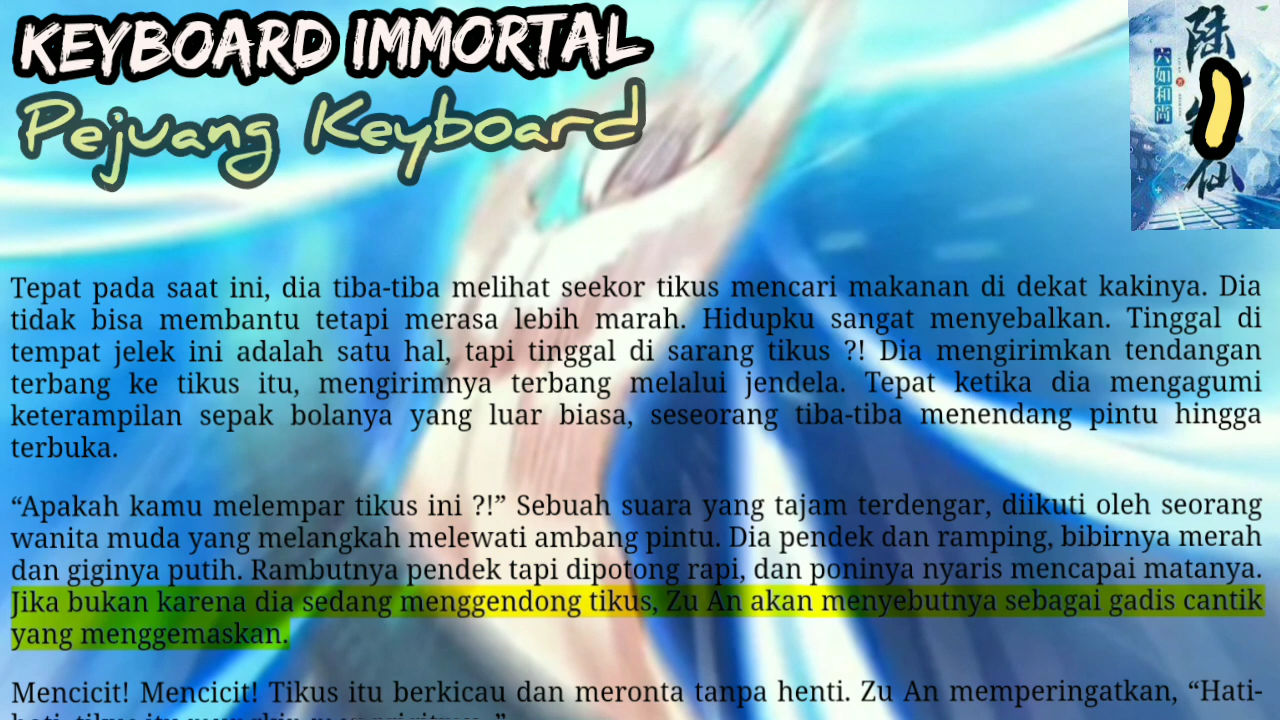 KEYBOARD IMMORTAL
Pejuang Keyboard
陆
仙
六如和尚
Tepat pada saat ini, dia tiba-tiba melihat seekor tikus mencari makanan di dekat kakinya. Dia
tidak bisa membantu tetapi merasa lebih marah. Hidupku sangat menyebalkan. Tinggal di
tempat jelek ini adalah satu hal, tapi tinggal di sarang tikus ?! Dia mengirimkan tendangan
terbang ke tikus itu, mengirimnya terbang melalui jendela. Tepat ketika dia mengagumi
keterampilan sepak bolanya yang luar biasa, seseorang tiba-tiba menendang pintu hingga
terbuka.
“Apakah kamu melempar tikus ini ?!” Sebuah suara yang tajam terdengar, diikuti oleh seorang
wanita muda yang melangkah melewati ambang pintu. Dia pendek dan ramping, bibirnya merah
dan giginya putih. Rambutnya pendek tapi dipotong rapi, dan poninya nyaris mencapai matanya.
Jika bukan karena dia sedang menggendong tikus, Zu An akan menyebutnya sebagai gadis cantik
yang menggemaskan.
Mencicit! Mencicit! Tikus itu berkicau dan meronta tanpa henti. Zu An memperingatkan, “Hati-